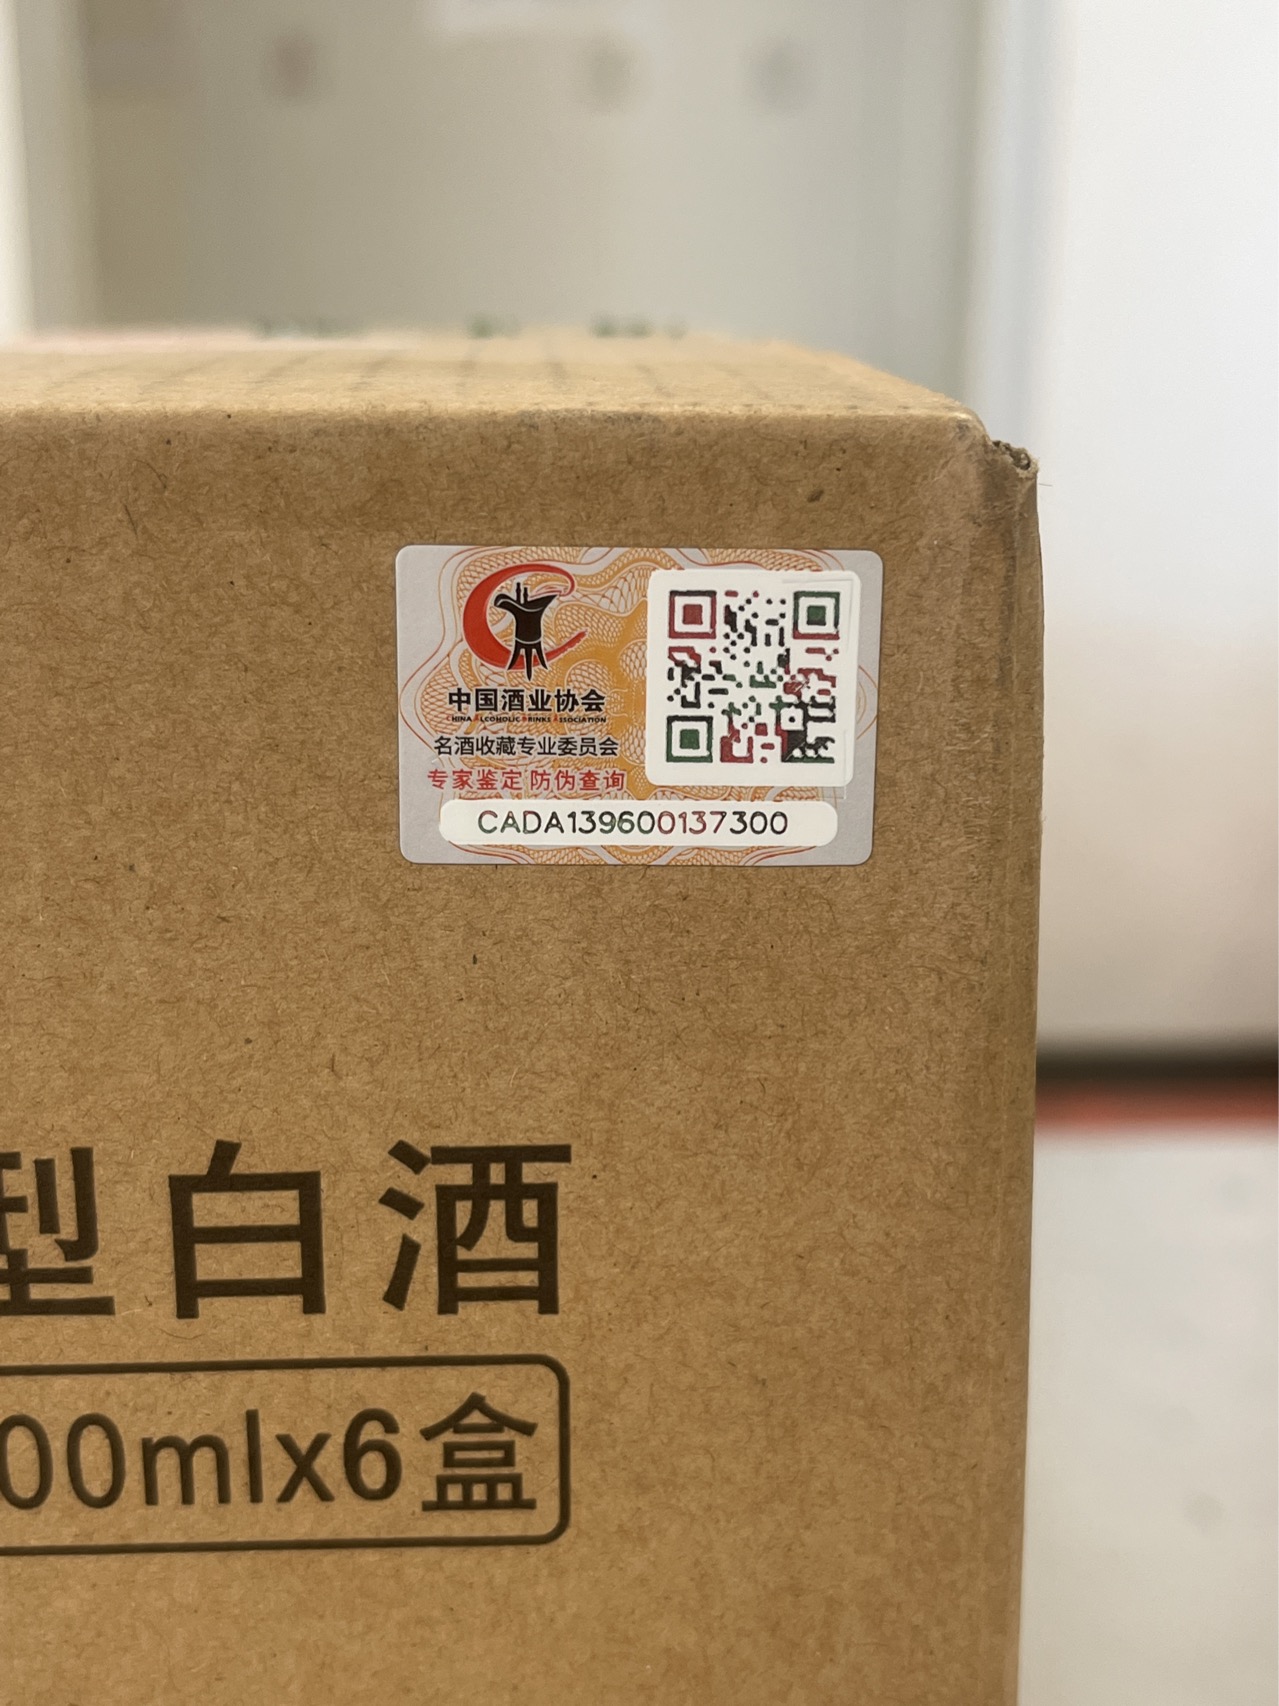 中国酒业协会
CHINA ALCOHOLIC DRINKS ASSOCIATION
名酒收藏专业委员会
专家鉴定 防伪查询
CADA139600137300
型白酒
00mlx6盒